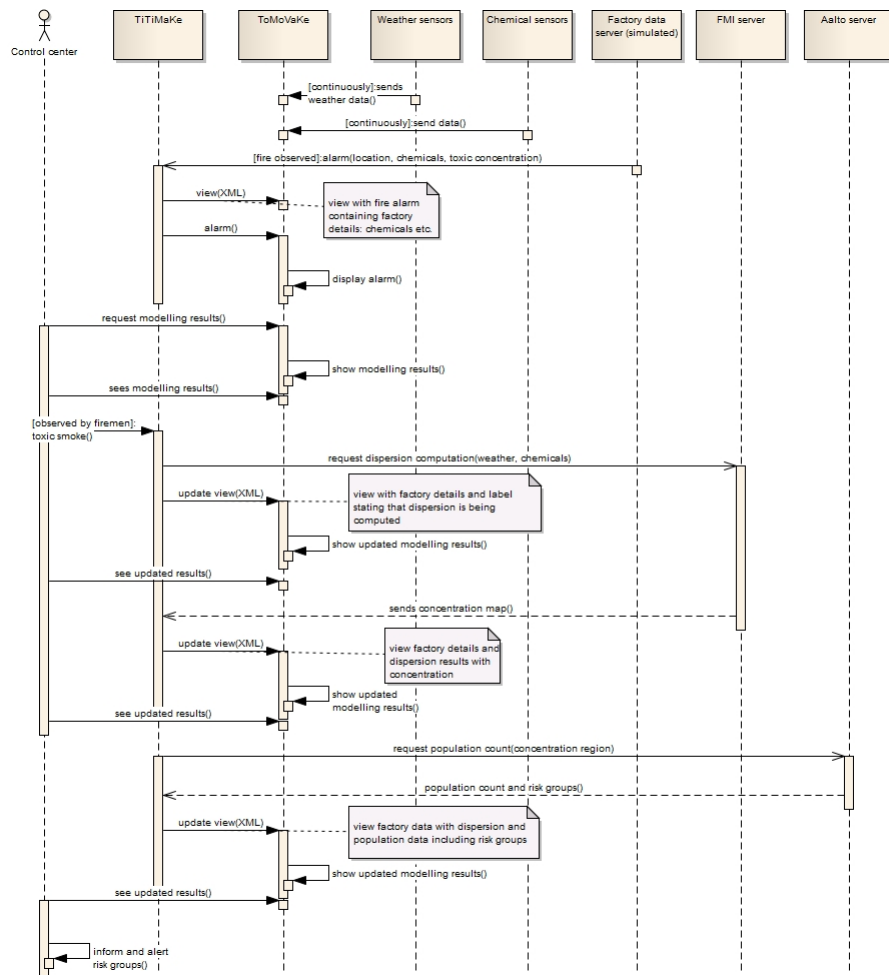 Control center
TiTiMaKe
ToMoVaKe
Weather sensors
Chemical sensors
Factory data
server (simulated)
FMI server
Aalto server
[continuously]:sends
weather data()
[continuously]:send data()
[fire observed]:alarm(location, chemicals, toxic concentration)
view(XML)
view with fire alarm
containing factory
details: chemicals etc.
alarm()
display alarm()
request modelling results()
show modelling results()
sees modelling results()
[observed by firemen]:
toxic smoke()
request dispersion computation(weather, chemicals)
update view(XML)
view with factory details and label
stating that dispersion is being
computed
show updated modelling results()
see updated results()
sends concentration map()
update view(XML)
view factory details and
dispersion results with
concentration
show updated
modelling results()
see updated results()
request population count(concentration region)
population count and risk groups()
update view(XML)
view factory data with dispersion and
population data including risk groups
show updated modelling results()
see updated results()
inform and alert
risk groups()